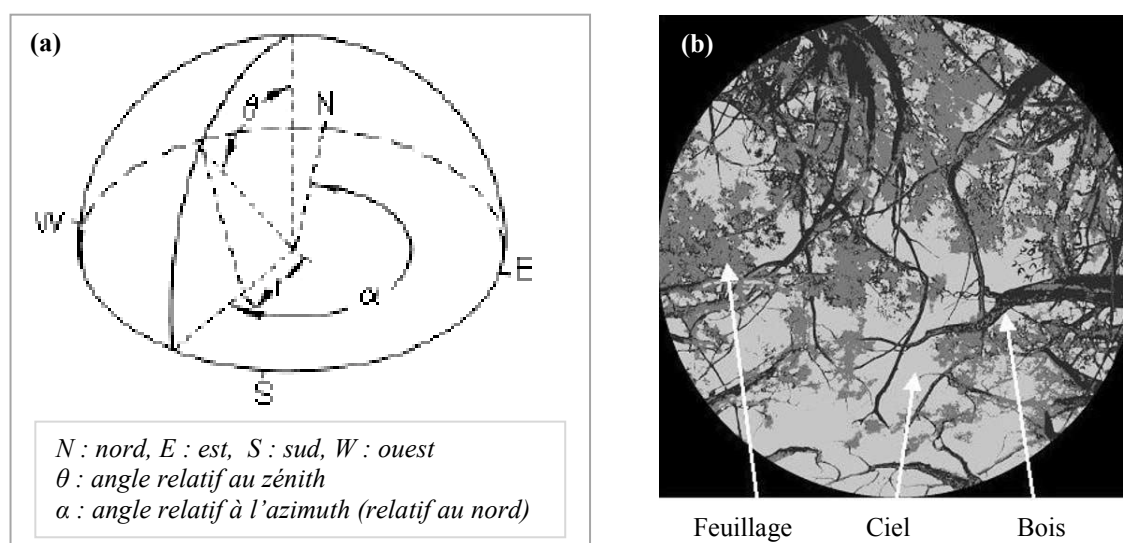 (a)
θ
N
W
E
α
r
S
N : nord, E : est, S : sud, W : ouest
θ : angle relatif au zénith
α : angle relatif à l’azimuth (relatif au nord)
(b)
Feuillage Ciel Bois